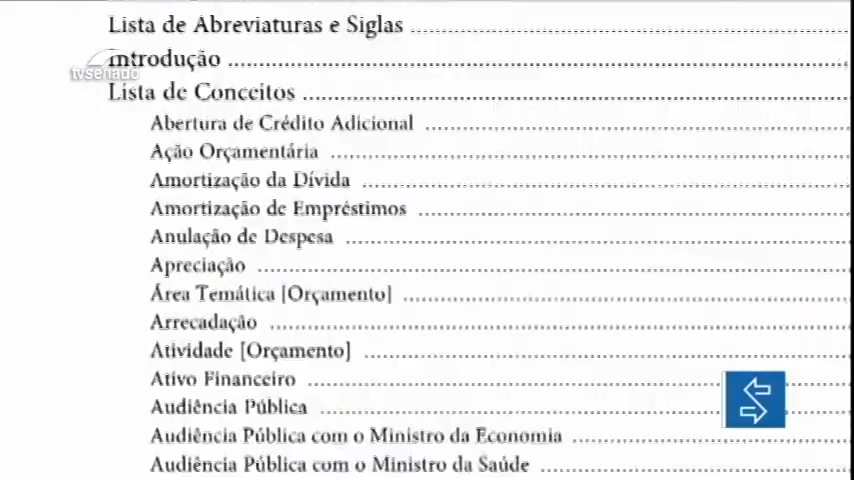 Lista de Abreviaturas e Siglas
Introdução
tvsenado
Lista de Conceitos
Abertura de Crédito Adicional
Ação Orçamentária
Amortização da Dívida
Amortização de Empréstimos
Anulação de Despesa
Apreciação
Área Temática [Orçamento]
Arrecadação
Atividade [Orçamento]
Ativo Financeiro
Audiência Pública
Audiência Pública com o Ministro da Economia
Audiência Pública com o Ministro da Saúde